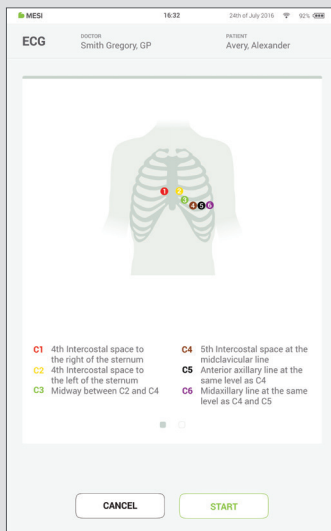 MESI 16:32 24th of July 2016 92%
ECG
DOCTOR
Smith Gregory, GP
PATIENT
Avery, Alexander
1 2
3
4 5 6
C1 4th Intercostal space to
the right of the sternum
C2 4th Intercostal space to
the left of the sternum
C3 Midway between C2 and C4
C4 5th Intercostal space at the
midclavicular line
C5 Anterior axillary line at the
same level as C4
C6 Midaxillary line at the same
level as C4 and C5
CANCEL START